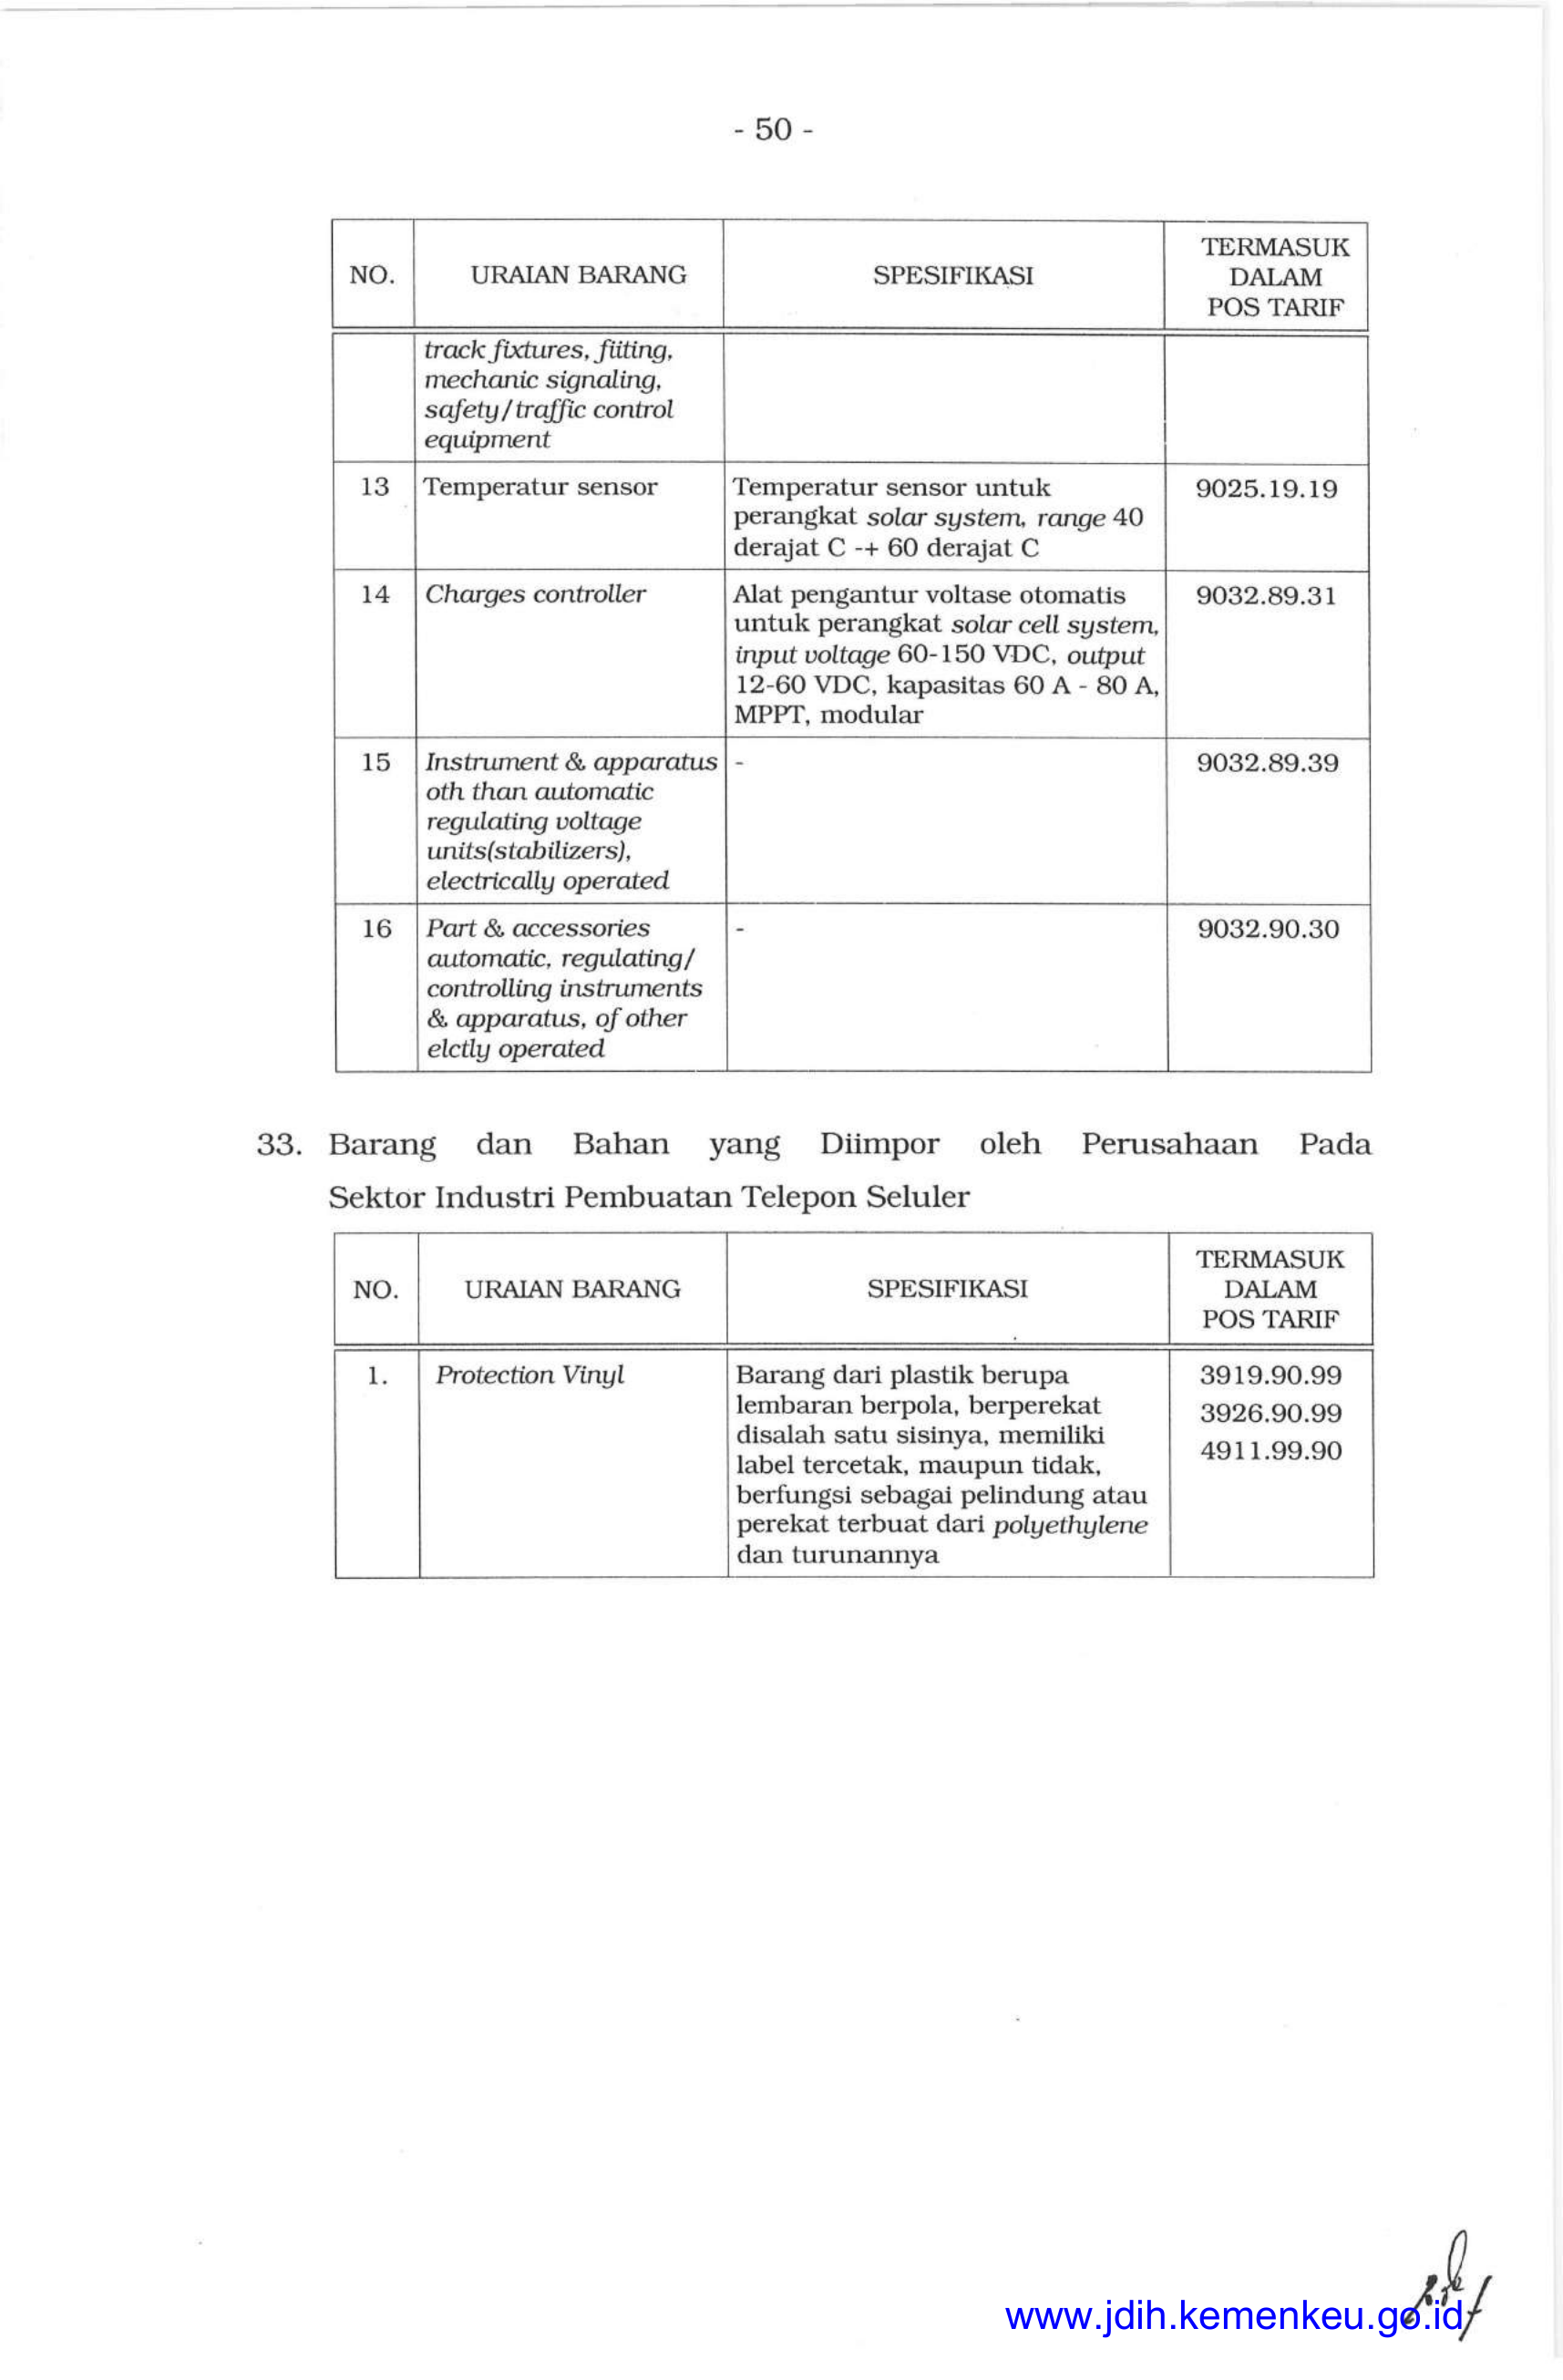 - 50 -
NO.
URAIAN BARANG
SPESIFIKASI
TERMASUK
DALAM
POS TARIF
track fixtures, fiiting,
mechanic signaling,
safety/traffic control
equipment
13
Temperatur sensor
Temperatur sensor untuk
perangkat solar system, range 40
derajat C -+ 60 derajat C
9025.19.19
14
Charges controller
Alat pengantur voltase otomatis
untuk perangkat solar cell system,
input voltage 60-150 VDC, output
12-60 VDC, kapasitas 60 A - 80 A,
MPPT, modular
9032.89.31
15
Instrument & apparatus
oth than automatic
regulating voltage
units(stabilizers),
electrically operated
-
9032.89.39
16
Part & accessories
automatic, regulating/
controlling instruments
& apparatus, of other
elctly operated
-
9032.90.30
33. Barang dan Bahan yang Diimpor oleh Perusahaan Pada
Sektor Industri Pembuatan Telepon Seluler
NO.
URAIAN BARANG
SPESIFIKASI
TERMASUK
DALAM
POS TARIF
1.
Protection Vinyl
Barang dari plastik berupa
lembaran berpola, berperekat
disalah satu sisinya, memiliki
label tercetak, maupun tidak,
berfungsi sebagai pelindung atau
perekat terbuat dari polyethylene
dan turunannya
3919.90.99
3926.90.99
4911.99.90
www.jdih.kemenkeu.go.id